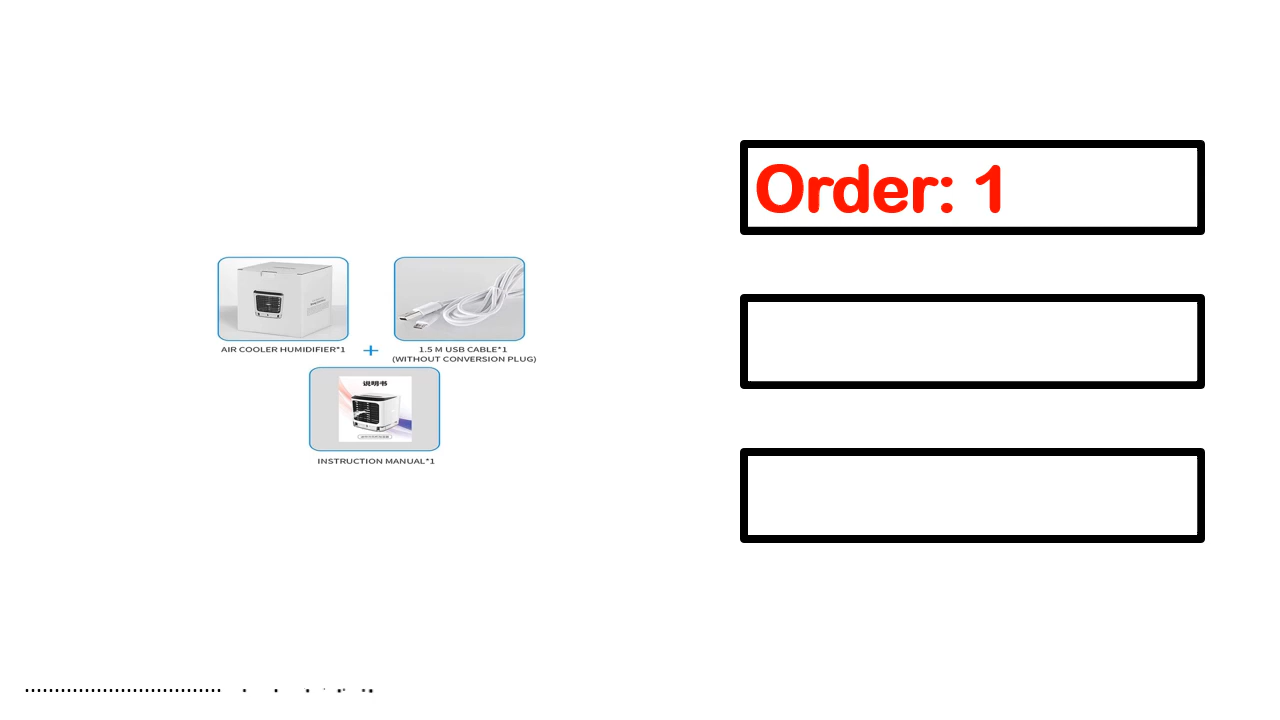 Order: 1
AIR COOLER HUMIDIFIER*1
+
1.5 M USB CABLE*1
(WITHOUT CONVERSION PLUG)
说明书
INSTRUCTION MANUAL*1